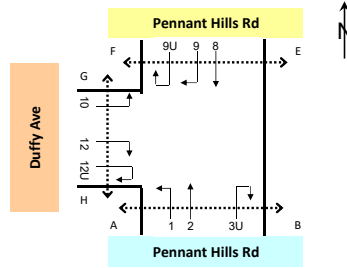 Pennant Hills Rd
N
F 9U 9 8 E
G
10
Duffy Ave
12
12U
H
A 1 2 3U B
Pennant Hills Rd